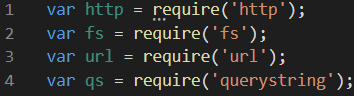 1 var http = require('http');
2 var fs = require('fs');
3 var url = require('url');
4 var qs = require('querystring');